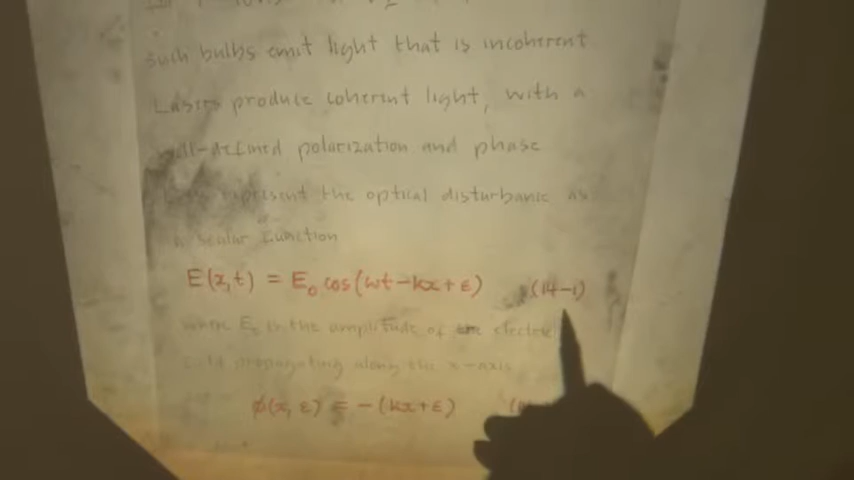 such bulbs emit light that is incoherent
Lasers produce coherent light, with a
well-defined polarization and phase
represent the optical disturbance as
a scalar function
E(x,t) = E₀ cos(ωt-kx+ε) (14-1)
where E₀ is the amplitude of the electric
field propagating along the x-axis
φ(x, ε) = -(kx+ε)